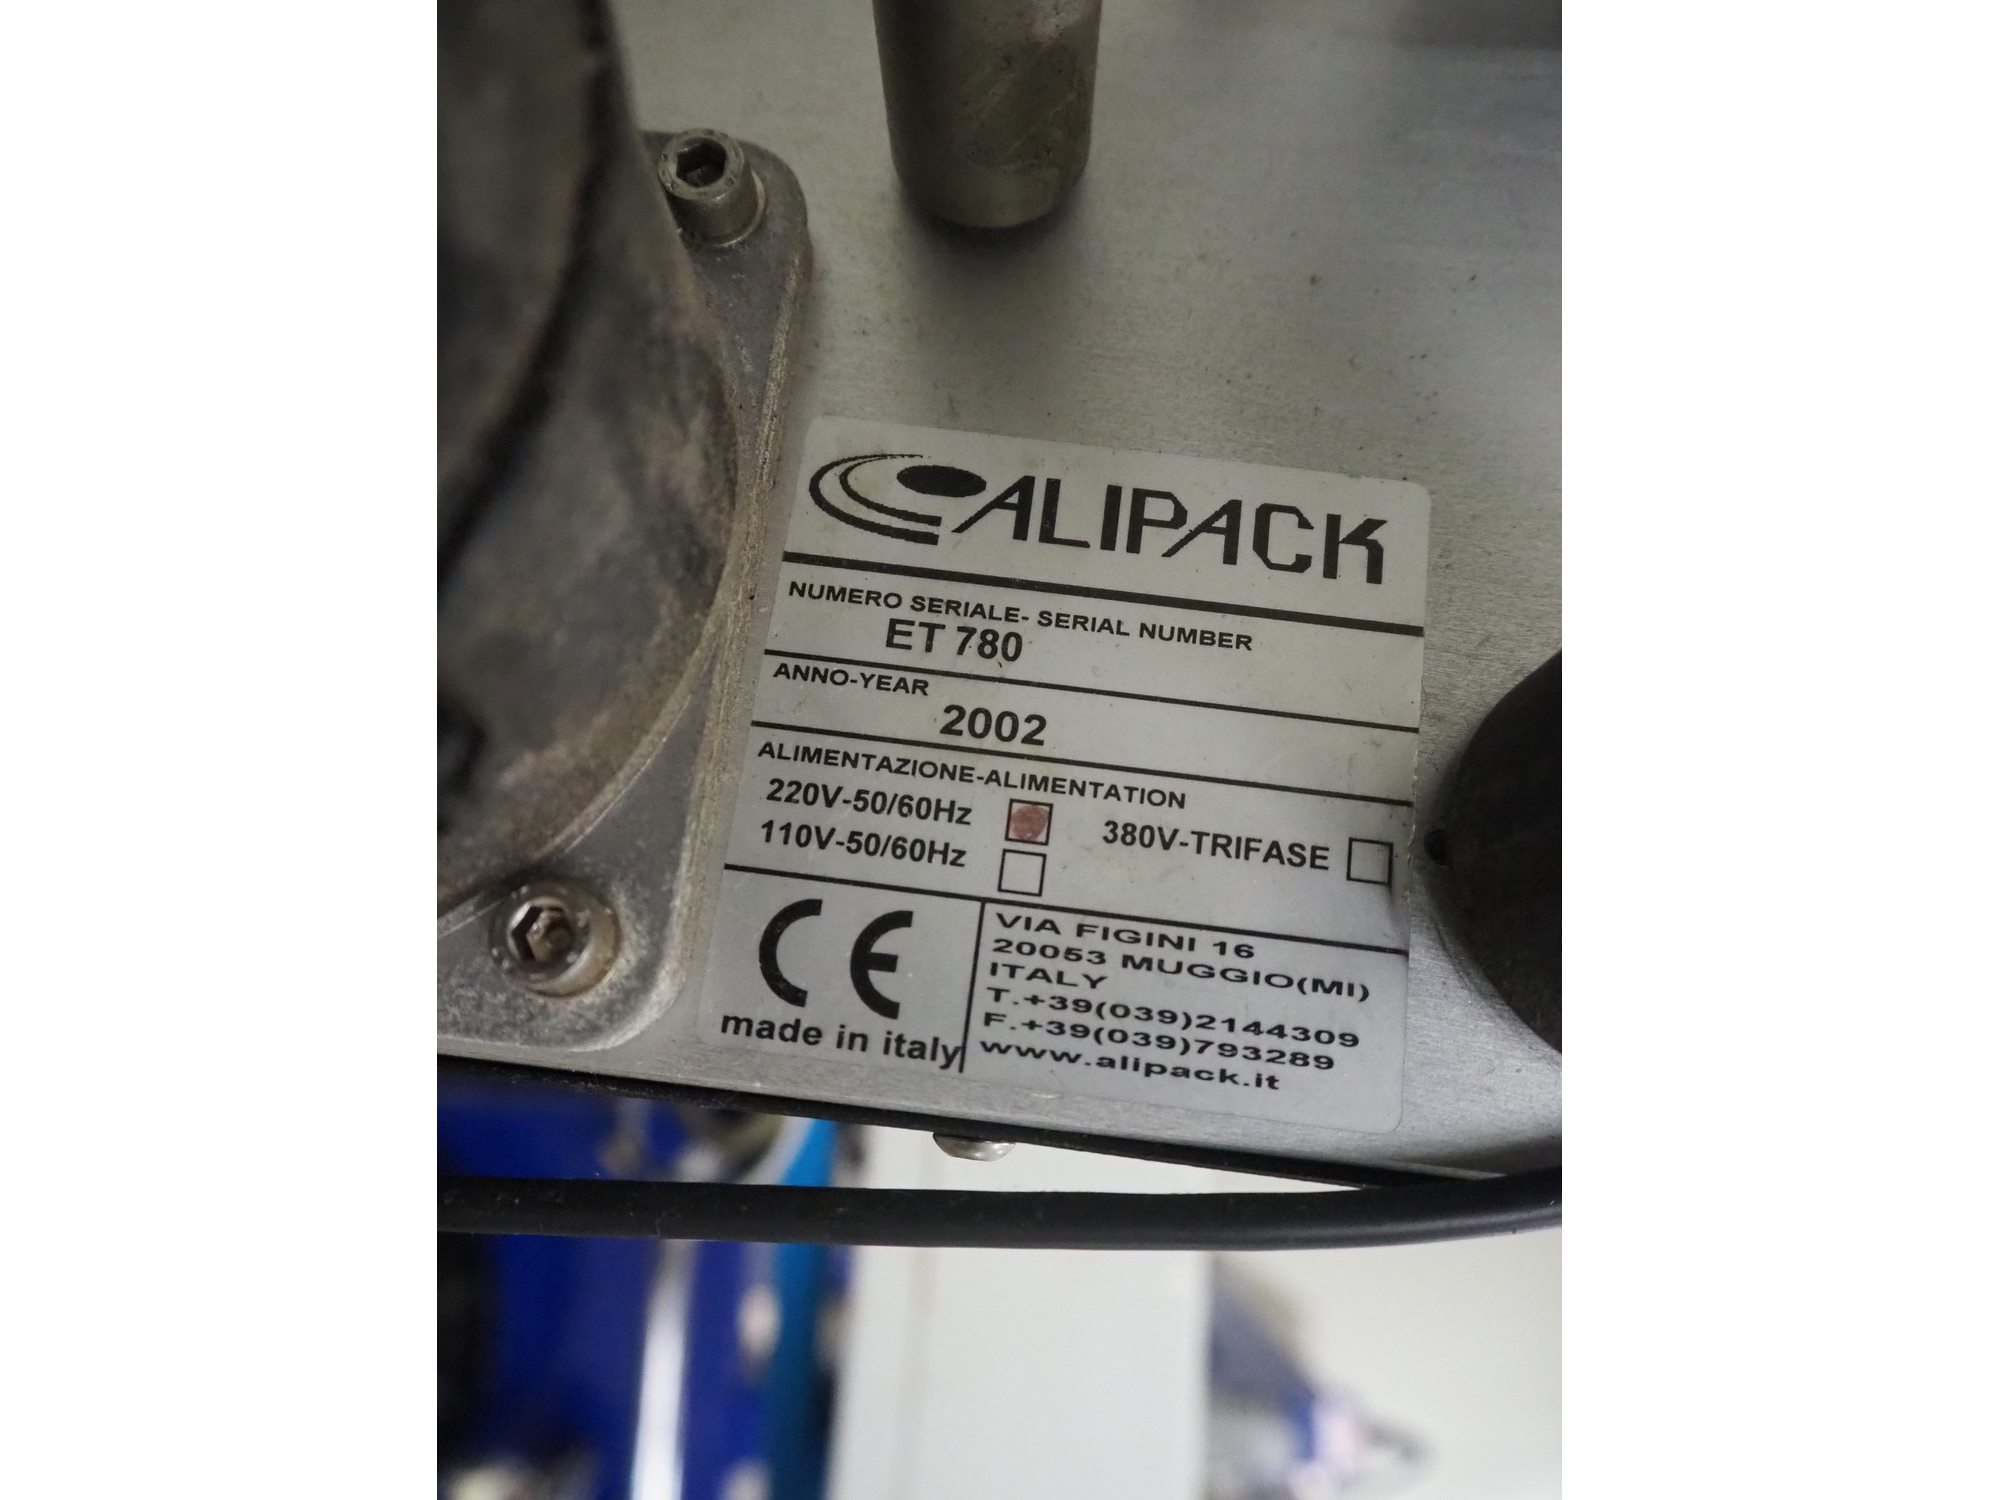 ALIPACK
NUMERO SERIALE- SERIAL NUMBER
ET 780
ANNO-YEAR
2002
ALIMENTAZIONE-ALIMENTATION
220V-50/60Hz
380V-TRIFASE
110V-50/60Hz
CE
made in italy
VIA FIGINI 16
20053 MUGGIO(MI)
ITALY
T.+39(039)2144309
F.+39(039)793289
www.alipack.it